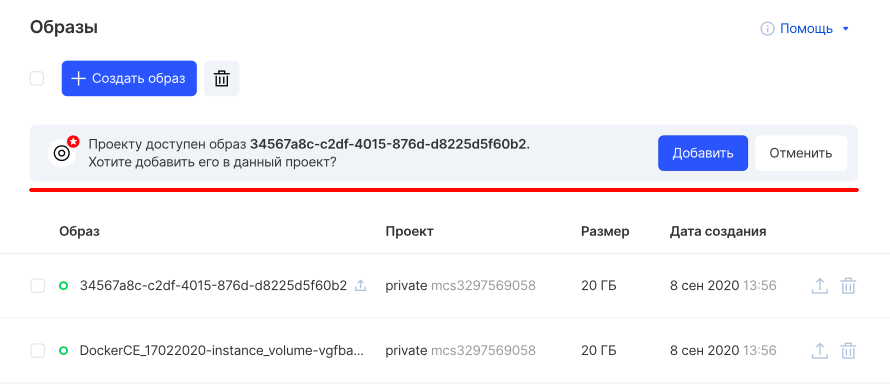 Образы
Помощь
Создать образ
Проекту доступен образ 34567a8c-c2df-4015-876d-d8225d5f60b2.
Хотите добавить его в данный проект?
Добавить
Отменить
Образ Проект Размер Дата создания
34567a8c-c2df-4015-876d-d8225d5f60b2 private mcs3297569058 20 ГБ 8 сен 2020 13:56
DockerCE_17022020-instance_volume-vgfba... private mcs3297569058 20 ГБ 8 сен 2020 13:56